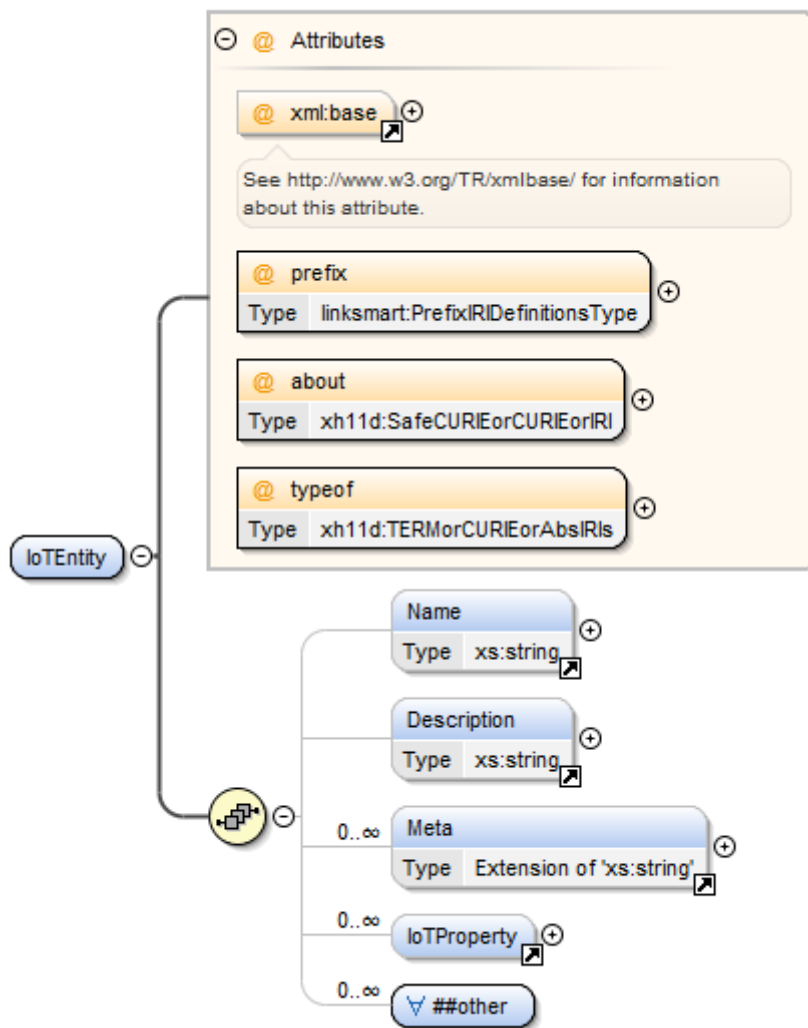 @ Attributes
@ xml:base
See http://www.w3.org/TR/xmlbase/ for information
about this attribute.
@ prefix
Type linksmart:PrefixIRIDefinitionsType
@ about
Type xh11d:SafeCURIEorCURIEorIRI
@ typeof
Type xh11d:TERMorCURIEorAbsIRIs
IoTEntity
Name
Type xs:string
Description
Type xs:string
0..∞ Meta
Type Extension of 'xs:string'
0..∞ IoTProperty
0..∞ ∀ ##other